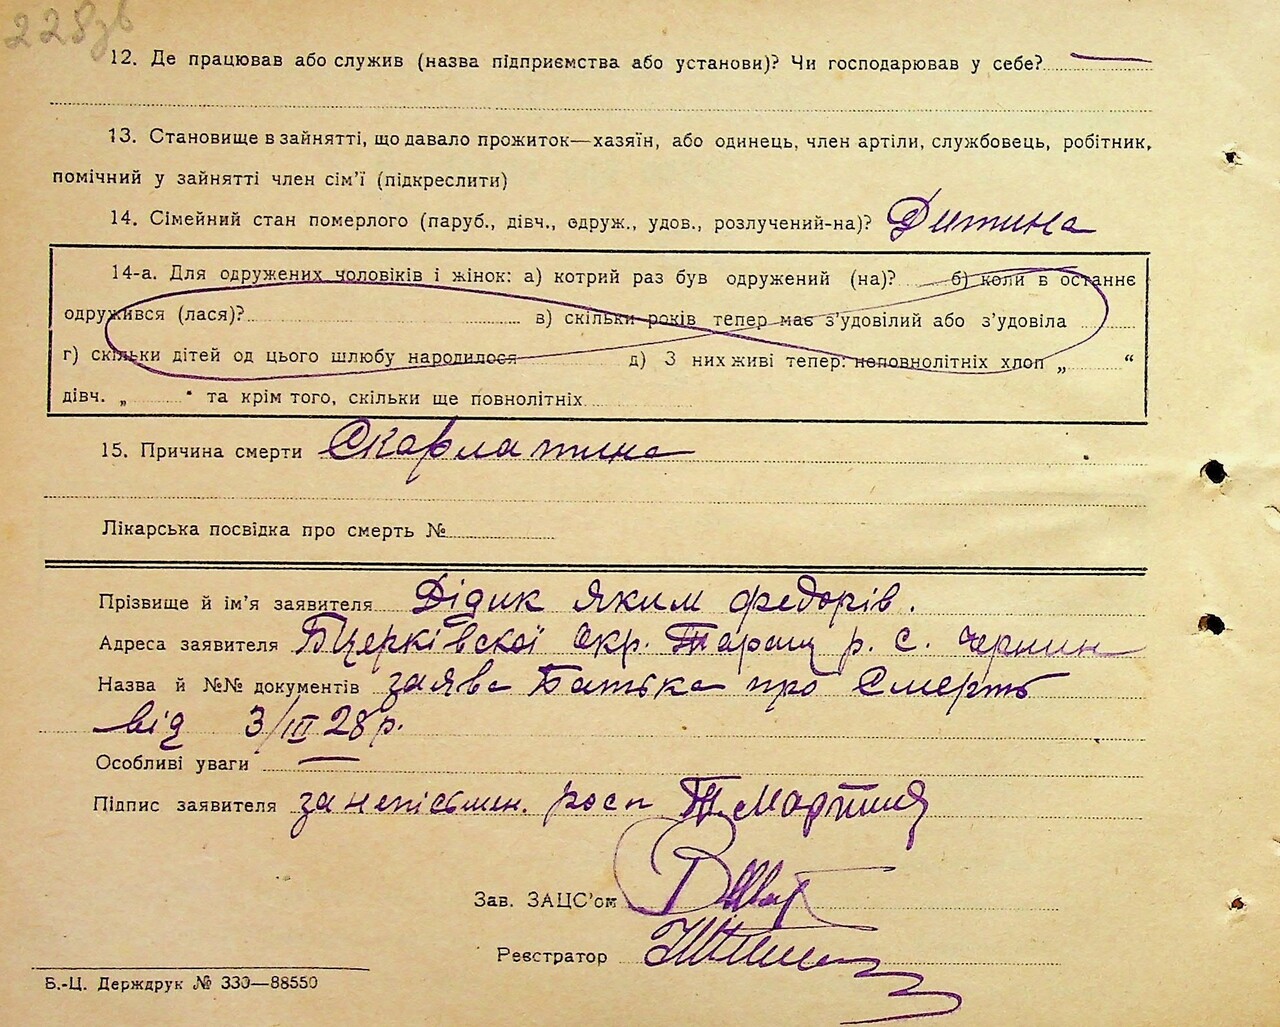 228зв
12. Де працював або служив (назва підприємства або установи)? Чи господарював у себе? —
13. Становище в зайнятті, що давало прожиток—хазяїн, або одинець, член артіли, службовець, робітник,
помічний у зайнятті член сім’ї (підкреслити)
14. Сімейний стан померлого (паруб., дівч., одруж., удов., розлучений-на)? Дитина
14-а. Для одружених чоловіків і жінок: а) котрий раз був одружений (на)? б) коли в останнє
одружився (лася)? в) скільки років тепер має з’удовілий або з’удовіла
г) скільки дітей од цього шлюбу народилося д) З них живі тепер: неповнолітніх хлоп „ “
дівч. „ “ та крім того, скільки ще повнолітніх
15. Причина смерти Скарлатина
Лікарська посвідка про смерть №
Прізвище й ім’я заявителя Дідик Яким Федорів.
Адреса заявителя Бцерківскої Окр. Таращ р. с. Чермин
Назва й №№ документів заява Батька про Смерть
від 3/III 28 р.
Особливі уваги —
Підпис заявителя за непісьмен. росп
Зав. ЗАЦС’ом
Реєстратор
Б.-Ц. Держдрук № 330—88550